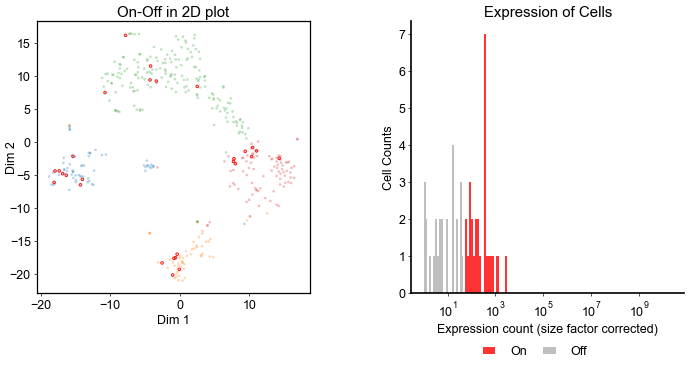 On-Off in 2D plot
15
10
5
0
−5
−10
−15
−20
Dim 2
−20 −10 0 10
Dim 1
Expression of Cells
7
6
5
4
3
2
1
0
Cell Counts
10^1 10^3 10^5 10^7 10^9
Expression count (size factor corrected)
On Off